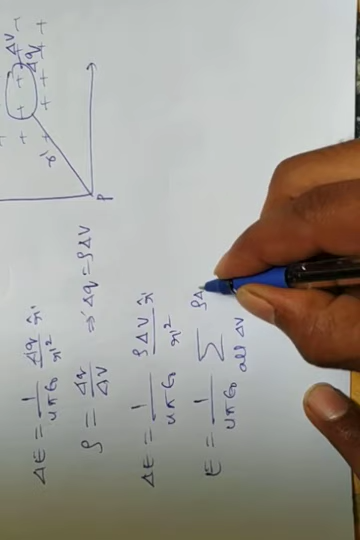 + + + ΔV +
+ + + Δq +
+ + +
r'
P
ΔE = 1/4πε₀ Δq/r'² r̂'
ρ = Δq/ΔV ⇒ Δq = ρΔV
ΔE = 1/4πε₀ ρΔV/r'² r̂'
E = 1/4πε₀ Σ all ΔV ρΔ